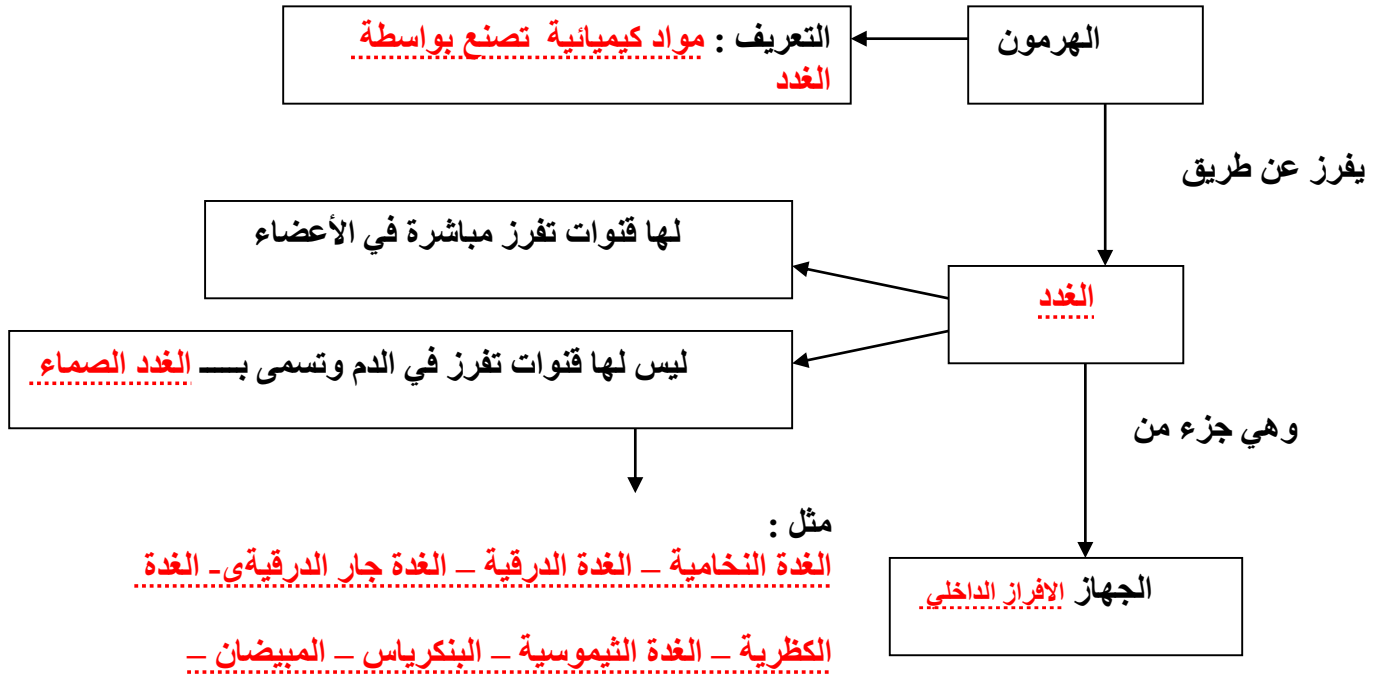 الهرمون
التعريف : مواد كيميائية تصنع بواسطة
الغدد
يفرز عن طريق
لها قنوات تفرز مباشرة في الأعضاء
الغدد
ليس لها قنوات تفرز في الدم وتسمى بـــــ الغدد الصماء
وهي جزء من
مثل :
الغدة النخامية – الغدة الدرقية – الغدة جار الدرقيةى- الغدة
الكظرية – الغدة الثيموسية – البنكرياس – المبيضان –
الجهاز الافراز الداخلي